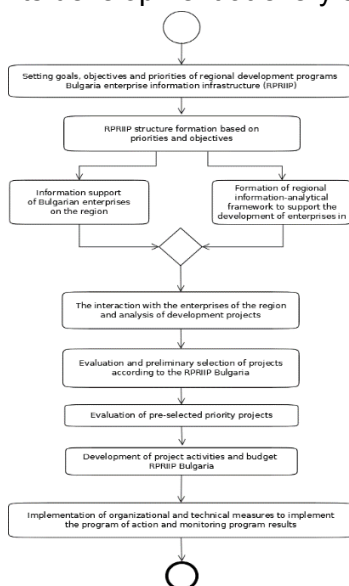 Setting goals, objectives and priorities of regional development programs
Bulgaria enterprise information infrastructure (RPRIIP)
RPRIIP structure formation based on
priorities and objectives
Information support
of Bulgarian enterprises
on the region
Formation of regional
information-analytical
framework to support the
development of enterprises in
The interaction with the enterprises of the region
and analysis of development projects
Evaluation and preliminary selection of projects
according to the RPRIIP Bulgaria
Evaluation of pre-selected priority projects
Development of project activities and budget
RPRIIP Bulgaria
Implementation of organizational and technical measures to implement
the program of action and monitoring program results